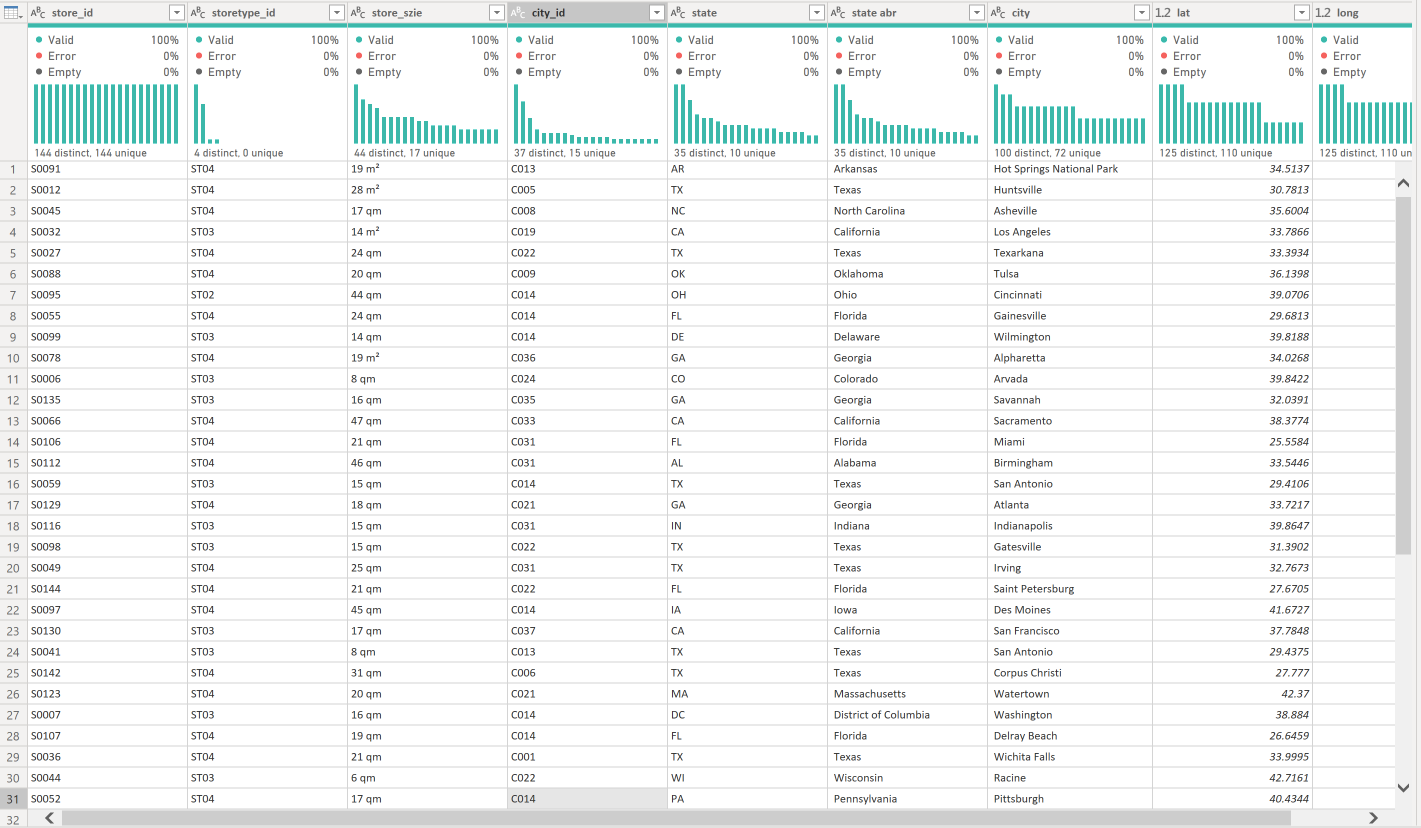 ABC store_id ABC storetype_id ABC store_szie ABC city_id ABC state ABC state abr ABC city 1.2 lat 1.2 long
Valid 100% Valid 100% Valid 100% Valid 100% Valid 100% Valid 100% Valid 100% Valid 100% Valid
Error 0% Error 0% Error 0% Error 0% Error 0% Error 0% Error 0% Error 0% Error
Empty 0% Empty 0% Empty 0% Empty 0% Empty 0% Empty 0% Empty 0% Empty 0% Empty
144 distinct, 144 unique 4 distinct, 0 unique 44 distinct, 17 unique 37 distinct, 15 unique 35 distinct, 10 unique 35 distinct, 10 unique 100 distinct, 72 unique 125 distinct, 110 unique 125 distinct, 110 un
1 S0091 ST04 19 m² C013 AR Arkansas Hot Springs National Park 34.5137
2 S0012 ST04 28 m² C005 TX Texas Huntsville 30.7813
3 S0045 ST04 17 qm C008 NC North Carolina Asheville 35.6004
4 S0032 ST03 14 m² C019 CA California Los Angeles 33.7866
5 S0027 ST04 24 qm C022 TX Texas Texarkana 33.3934
6 S0088 ST04 20 qm C009 OK Oklahoma Tulsa 36.1398
7 S0095 ST02 44 qm C014 OH Ohio Cincinnati 39.0706
8 S0055 ST04 24 qm C014 FL Florida Gainesville 29.6813
9 S0099 ST03 14 qm C014 DE Delaware Wilmington 39.8188
10 S0078 ST04 19 m² C036 GA Georgia Alpharetta 34.0268
11 S0006 ST03 8 qm C024 CO Colorado Arvada 39.8422
12 S0135 ST03 16 qm C035 GA Georgia Savannah 32.0391
13 S0066 ST04 47 qm C033 CA California Sacramento 38.3774
14 S0106 ST04 21 qm C031 FL Florida Miami 25.5584
15 S0112 ST04 46 qm C031 AL Alabama Birmingham 33.5446
16 S0059 ST03 15 qm C014 TX Texas San Antonio 29.4106
17 S0129 ST04 18 qm C021 GA Georgia Atlanta 33.7217
18 S0116 ST03 15 qm C031 IN Indiana Indianapolis 39.8647
19 S0098 ST03 15 qm C022 TX Texas Gatesville 31.3902
20 S0049 ST04 25 qm C031 TX Texas Irving 32.7673
21 S0144 ST04 21 qm C022 FL Florida Saint Petersburg 27.6705
22 S0097 ST04 45 qm C014 IA Iowa Des Moines 41.6727
23 S0130 ST03 17 qm C037 CA California San Francisco 37.7848
24 S0041 ST03 8 qm C013 TX Texas San Antonio 29.4375
25 S0142 ST04 31 qm C006 TX Texas Corpus Christi 27.777
26 S0123 ST04 20 qm C021 MA Massachusetts Watertown 42.37
27 S0007 ST03 16 qm C014 DC District of Columbia Washington 38.884
28 S0107 ST04 19 qm C014 FL Florida Delray Beach 26.6459
29 S0036 ST04 21 qm C001 TX Texas Wichita Falls 33.9995
30 S0044 ST03 6 qm C022 WI Wisconsin Racine 42.7161
31 S0052 ST04 17 qm C014 PA Pennsylvania Pittsburgh 40.4344
32